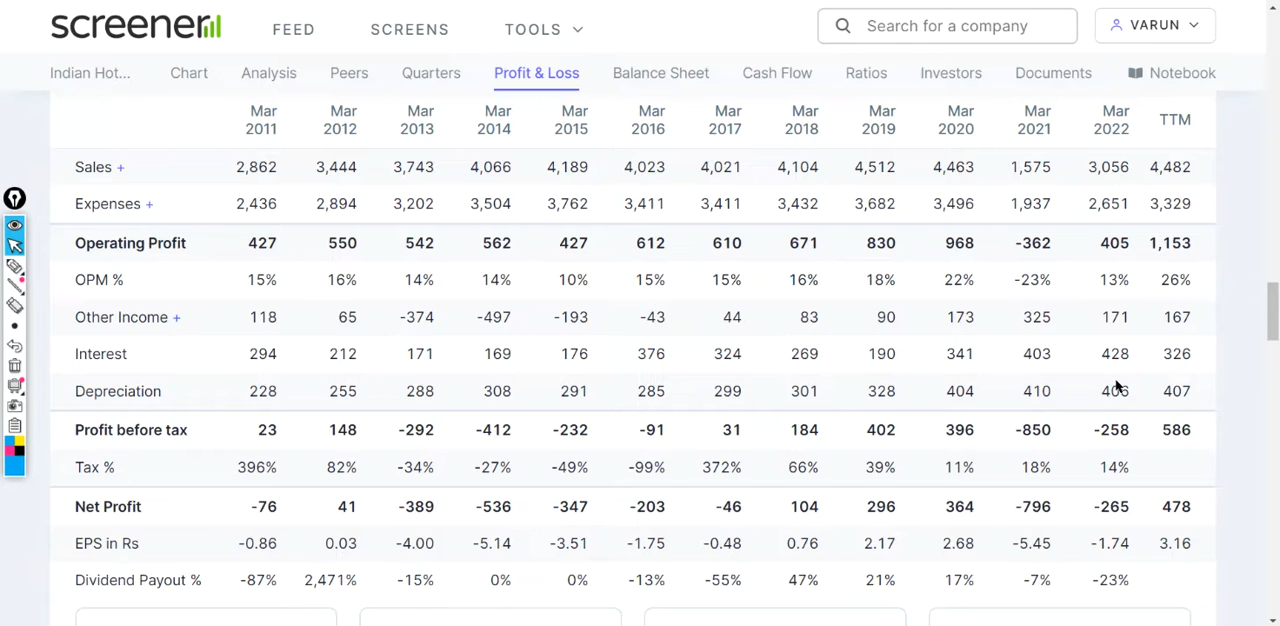 screener
FEED
SCREENS
TOOLS
Search for a company
VARUN
Indian Hot...
Chart
Analysis
Peers
Quarters
Profit & Loss
Balance Sheet
Cash Flow
Ratios
Investors
Documents
Notebook
Mar 2011 Mar 2012 Mar 2013 Mar 2014 Mar 2015 Mar 2016 Mar 2017 Mar 2018 Mar 2019 Mar 2020 Mar 2021 Mar 2022 TTM
Sales + 2,862 3,444 3,743 4,066 4,189 4,023 4,021 4,104 4,512 4,463 1,575 3,056 4,482
Expenses + 2,436 2,894 3,202 3,504 3,762 3,411 3,411 3,432 3,682 3,496 1,937 2,651 3,329
Operating Profit 427 550 542 562 427 612 610 671 830 968 -362 405 1,153
OPM % 15% 16% 14% 14% 10% 15% 15% 16% 18% 22% -23% 13% 26%
Other Income + 118 65 -374 -497 -193 -43 44 83 90 173 325 171 167
Interest 294 212 171 169 176 376 324 269 190 341 403 428 326
Depreciation 228 255 288 308 291 285 299 301 328 404 410 406 407
Profit before tax 23 148 -292 -412 -232 -91 31 184 402 396 -850 -258 586
Tax % 396% 82% -34% -27% -49% -99% 372% 66% 39% 11% 18% 14%
Net Profit -76 41 -389 -536 -347 -203 -46 104 296 364 -796 -265 478
EPS in Rs -0.86 0.03 -4.00 -5.14 -3.51 -1.75 -0.48 0.76 2.17 2.68 -5.45 -1.74 3.16
Dividend Payout % -87% 2,471% -15% 0% 0% -13% -55% 47% 21% 17% -7% -23%